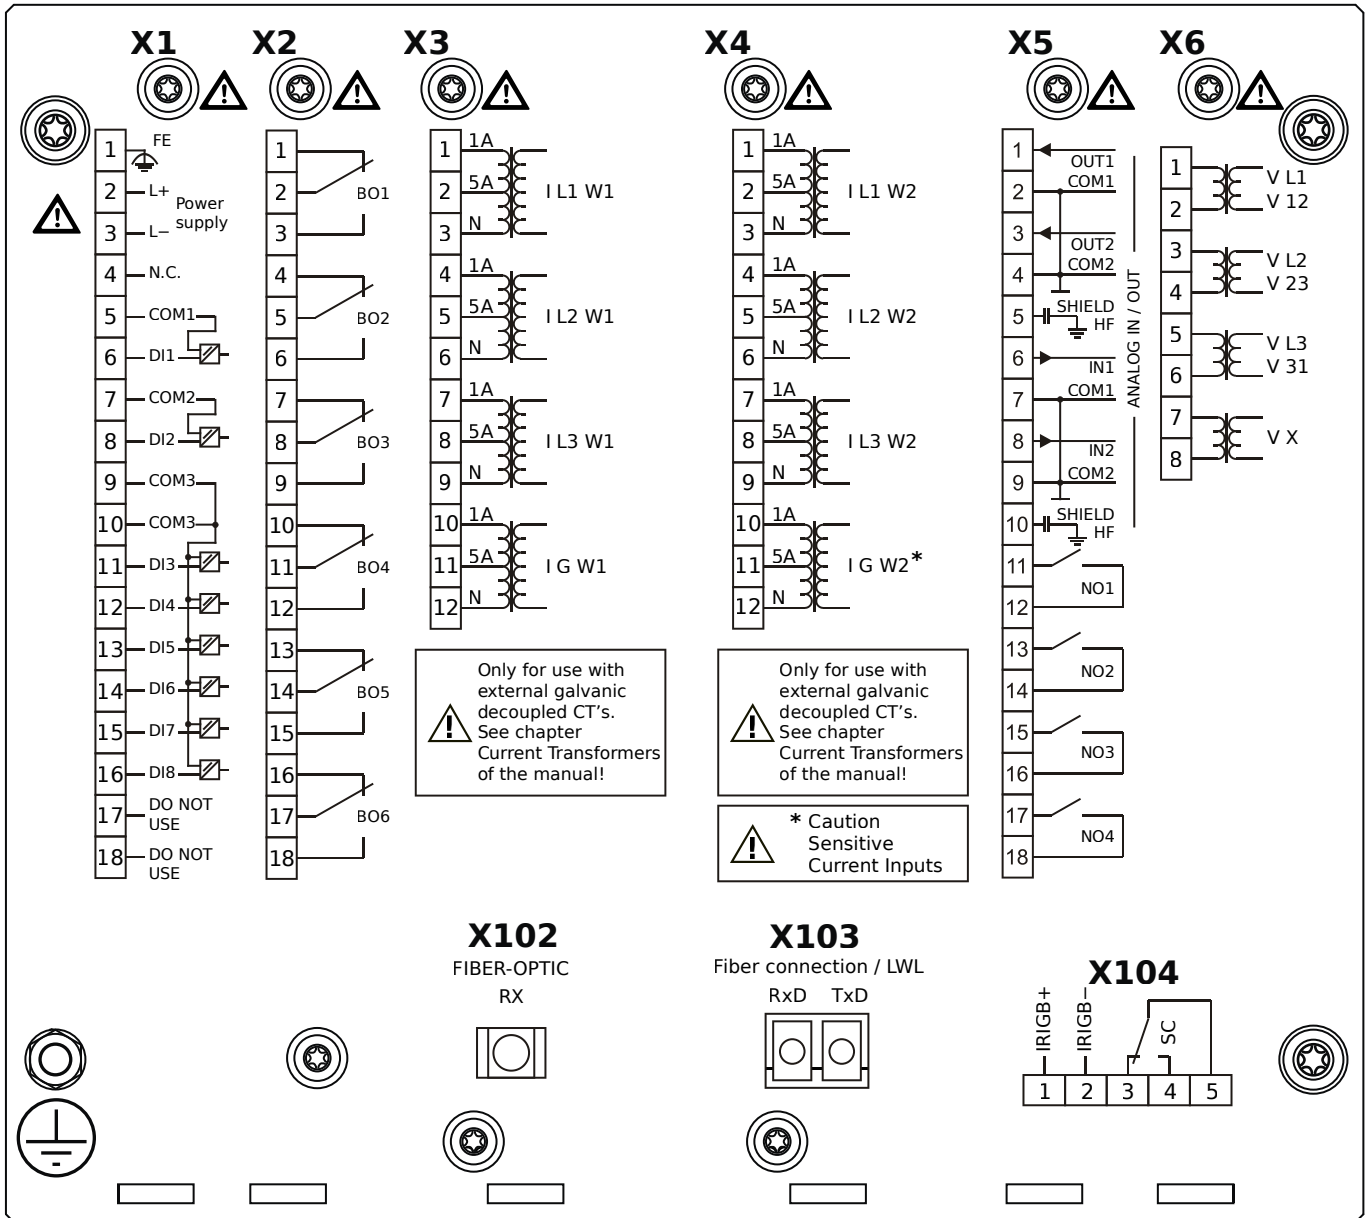 X1 X2 X3 X4 X5 X6
1 FE
2 L+ Power
supply
3 L−
4 N.C.
5 COM1
6 DI1
7 COM2
8 DI2
9 COM3
10 COM3
11 DI3
12 DI4
13 DI5
14 DI6
15 DI7
16 DI8
17 DO NOT
USE
18 DO NOT
USE
1
2 BO1
3
4
5 BO2
6
7
8 BO3
9
10
11 BO4
12
13
14 BO5
15
16
17 BO6
18
1 1A
2 5A I L1 W1
3 N
4 1A
5 5A I L2 W1
6 N
7 1A
8 5A I L3 W1
9 N
10 1A
11 5A I G W1
12 N
Only for use with
external galvanic
decoupled CT's.
See chapter
Current Transformers
of the manual!
1 1A
2 5A I L1 W2
3 N
4 1A
5 5A I L2 W2
6 N
7 1A
8 5A I L3 W2
9 N
10 1A
11 5A I G W2*
12 N
Only for use with
external galvanic
decoupled CT's.
See chapter
Current Transformers
of the manual!
* Caution
Sensitive
Current Inputs
1
OUT1
2 COM1
3
OUT2
4 COM2
5 SHIELD
HF
6
IN1
7 COM1
8
IN2
9 COM2
10 SHIELD
HF
ANALOG IN / OUT
11
NO1
12
13
NO2
14
15
NO3
16
17
NO4
18
1 V L1
2 V 12
3 V L2
4 V 23
5 V L3
6 V 31
7
V X
8
X102
FIBER-OPTIC
RX
X103
Fiber connection / LWL
RxD TxD
X104
IRIGB+
IRIGB−
SC
1 2 3 4 5